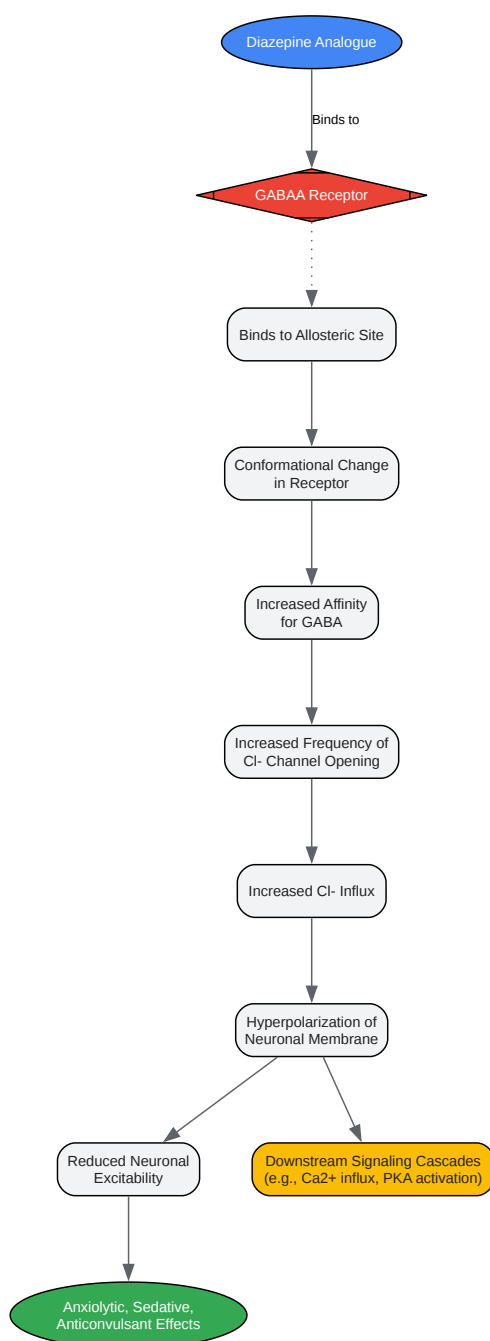 Diazepine Analogue
Binds to
GABAA Receptor
Binds to Allosteric Site
Conformational Change
in Receptor
Increased Affinity
for GABA
Increased Frequency of
Cl- Channel Opening
Increased Cl- Influx
Hyperpolarization of
Neuronal Membrane
Reduced Neuronal
Excitability
Downstream Signaling Cascades
(e.g., Ca2+ influx, PKA activation)
Anxiolytic, Sedative,
Anticonvulsant Effects